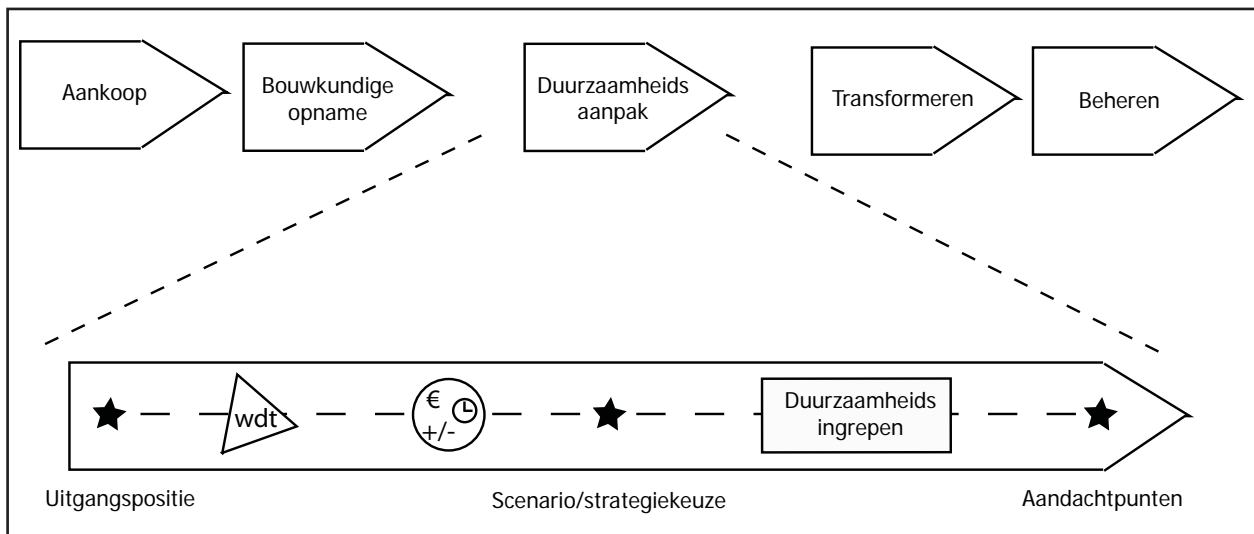 Aankoop
Bouwkundige
opname
Duurzaamheids
aanpak
Transformeren
Beheren
wdt
€
+/-
Duurzaamheids
ingrepen
Uitgangspositie
Scenario/strategiekeuze
Aandachtpunten